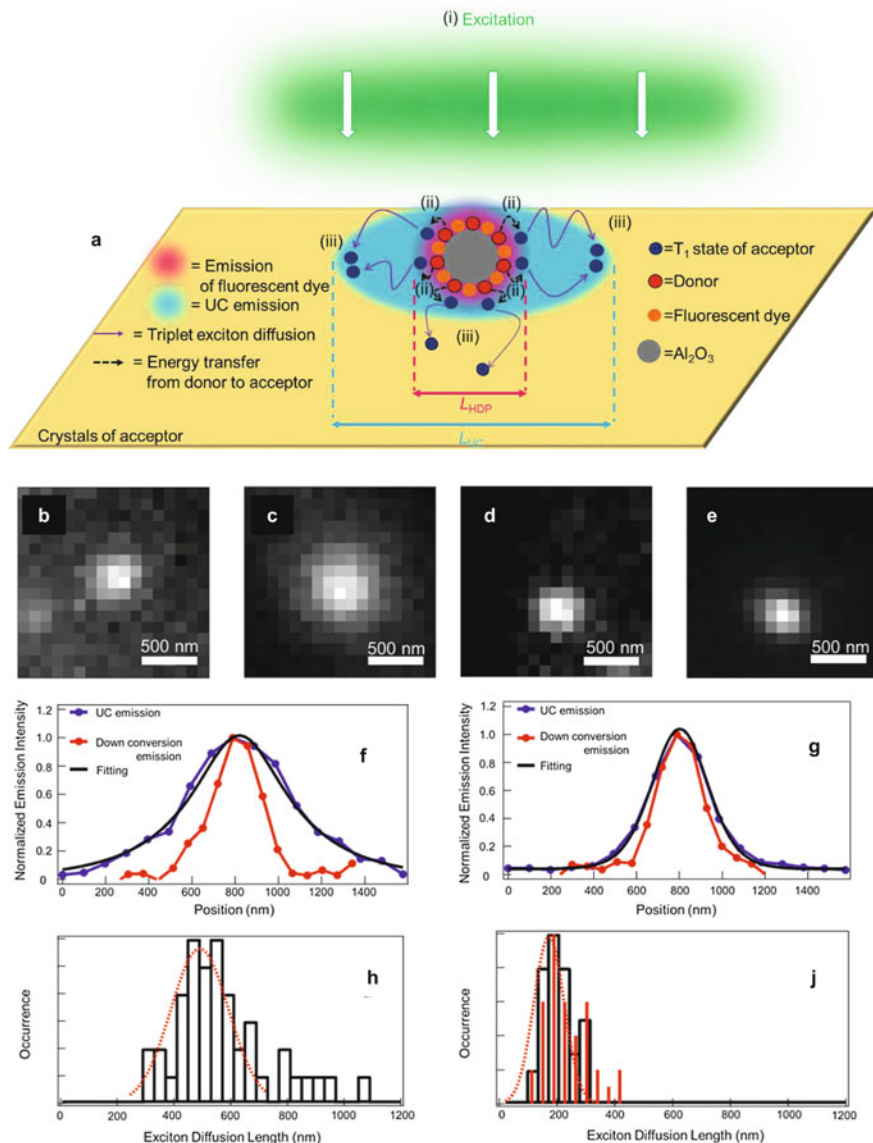 (i) Excitation
a
(ii)
(ii)
(iii)
(iii)
(ii)
(ii)
(iii)
= Emission
of fluorescent dye
= UC emission
= Triplet exciton diffusion
= Energy transfer
from donor to acceptor
=T1 state of acceptor
=Donor
=Fluorescent dye
=Al2O3
LHDP
LUC
Crystals of acceptor
b
500 nm
c
500 nm
d
500 nm
e
500 nm
Normalized Emission Intensity
1.2
1.0
0.8
0.6
0.4
0.2
0
UC emission
Down conversion
emission
Fitting
f
0 200 400 600 800 1000 1200 1400
Position (nm)
Normalized Emission Intensity
1.2
1.0
0.8
0.6
0.4
0.2
0
UC emission
Down conversion
emission
Fitting
g
0 200 400 600 800 1000 1200 1400
Position (nm)
Occurrence
h
0 200 400 600 800 1000 1200
Exciton Diffusion Length (nm)
Occurrence
j
0 200 400 600 800 1200
Exciton Diffusion Length (nm)